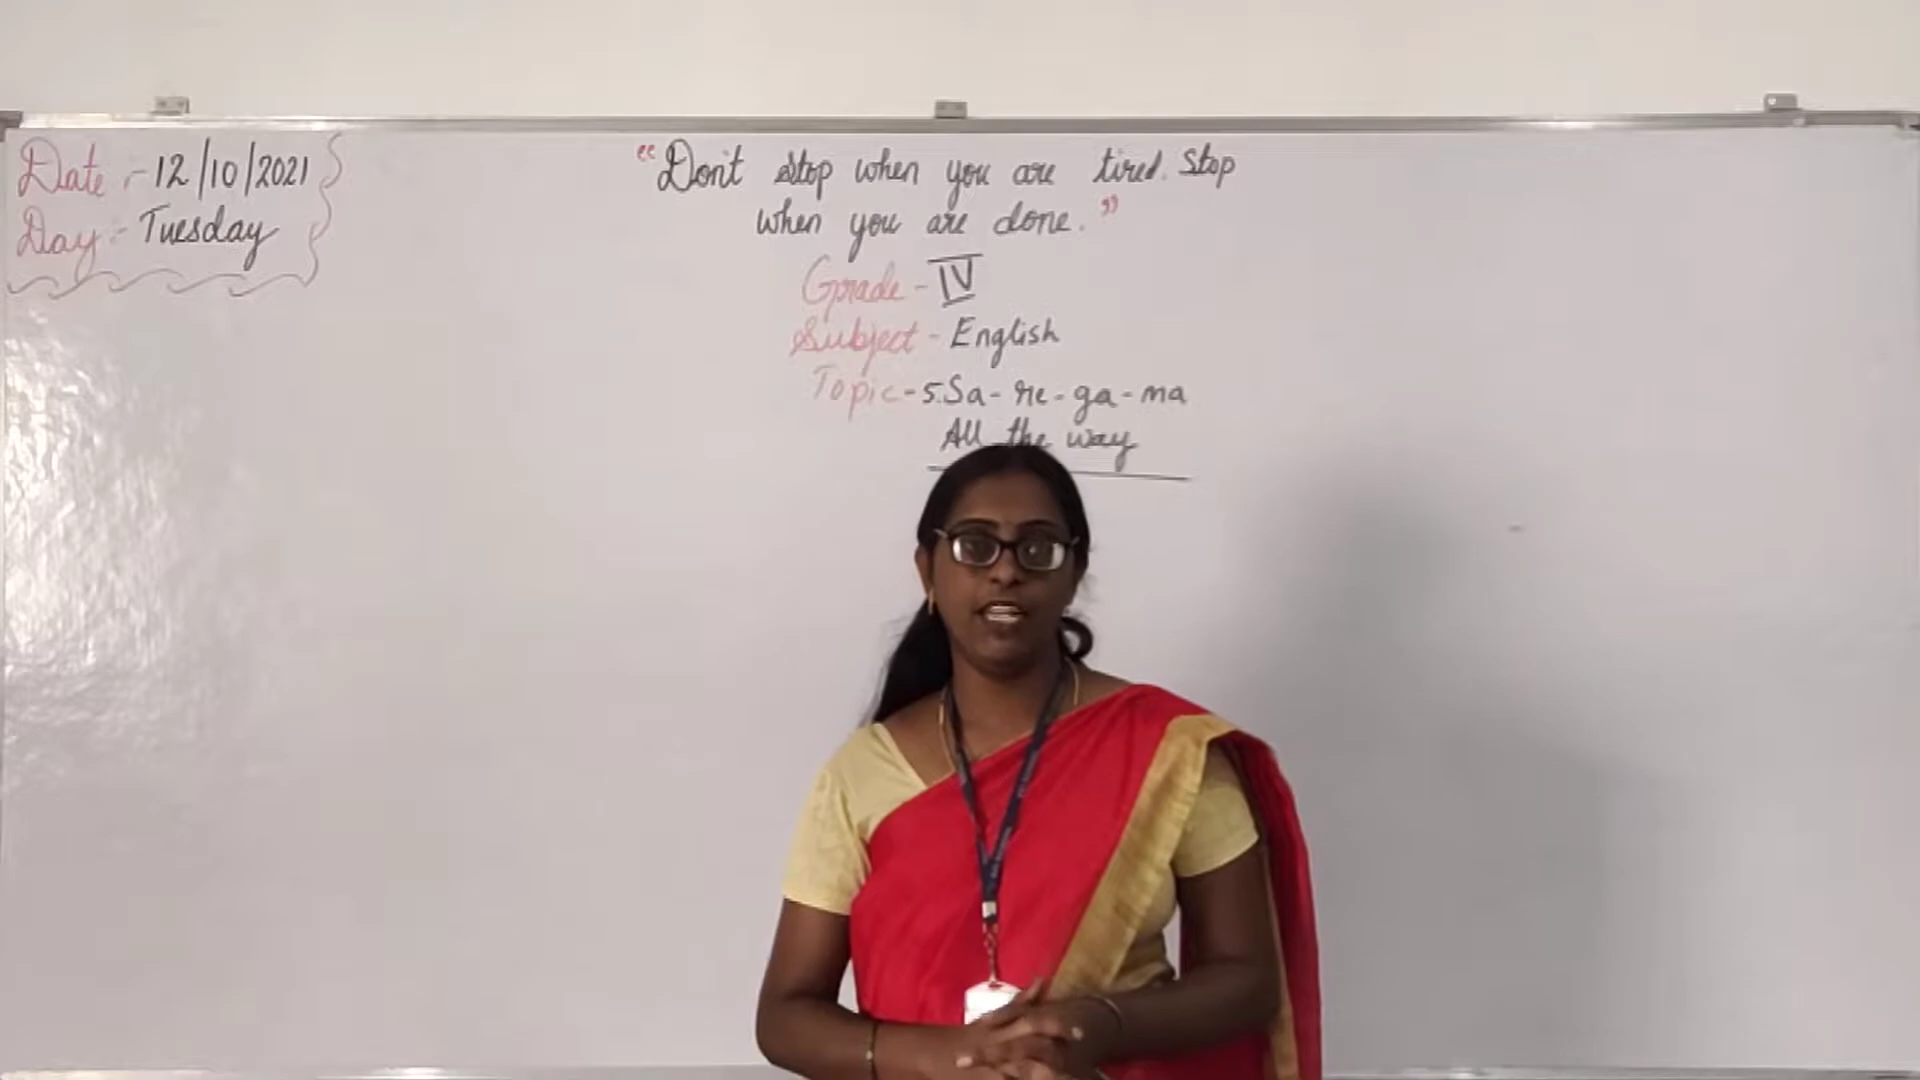 Date :- 12/10/2021
Day :- Tuesday
"Don't stop when you are tired. Stop
when you are done."
Grade - IV
Subject - English
Topic - 5. Sa - re - ga - ma
All the way